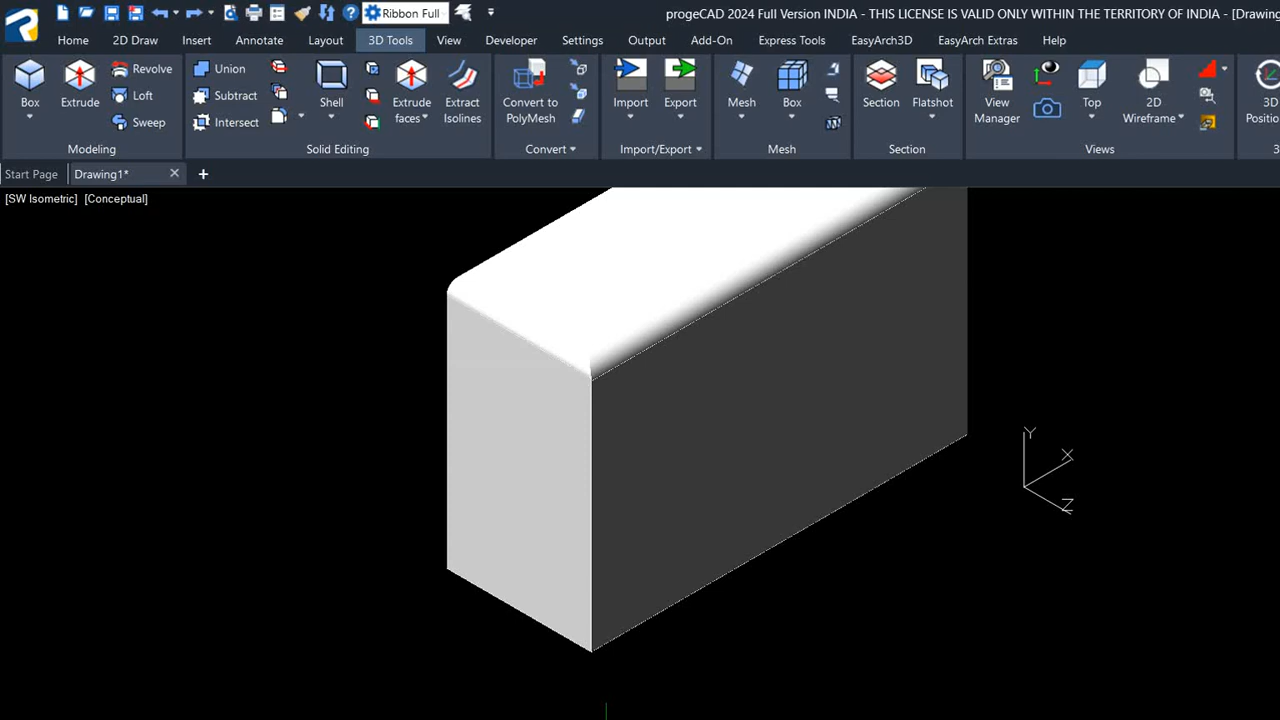 Ribbon Full
progeCAD 2024 Full Version INDIA - THIS LICENSE IS VALID ONLY WITHIN THE TERRITORY OF INDIA - [Drawing
Home 2D Draw Insert Annotate Layout 3D Tools View Developer Settings Output Add-On Express Tools EasyArch3D EasyArch Extras Help
Box Extrude Revolve Loft Sweep
Modeling
Union Subtract Intersect Shell Extrude faces Extract Isolines
Solid Editing
Convert to PolyMesh
Convert
Import Export
Import/Export
Mesh Box
Mesh
Section Flatshot
Section
View Manager Top 2D Wireframe
Views
3D
3
Start Page Drawing1*
[SW Isometric] [Conceptual]
Y
X
Z